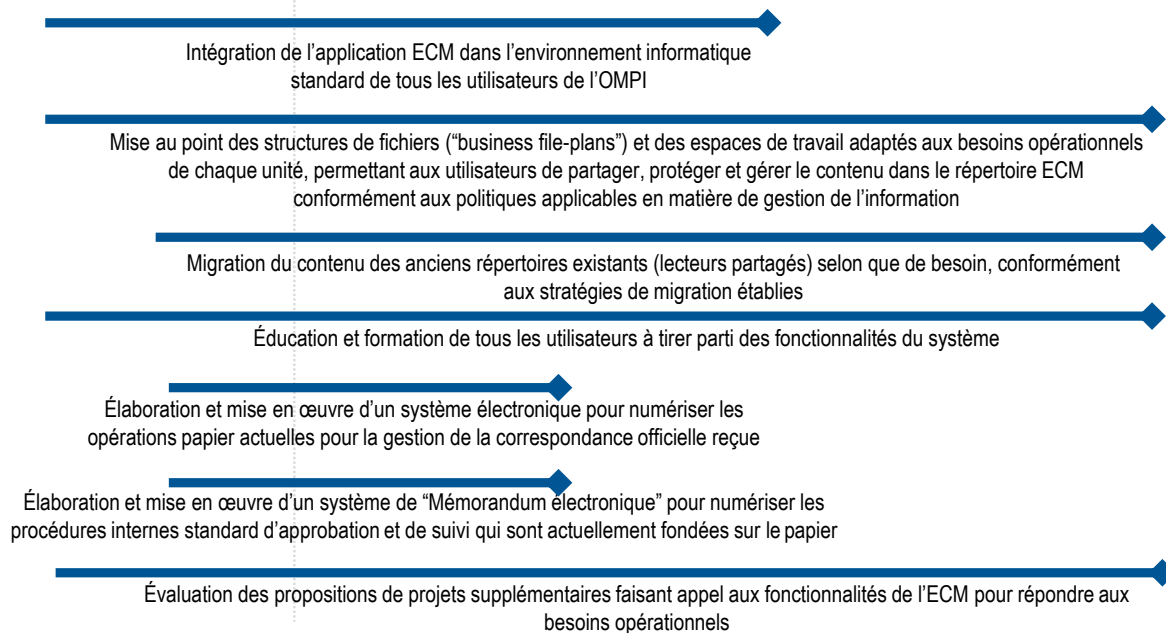 Intégration de l’application ECM dans l’environnement informatique
standard de tous les utilisateurs de l’OMPI
Mise au point des structures de fichiers (“business file-plans”) et des espaces de travail adaptés aux besoins opérationnels
de chaque unité, permettant aux utilisateurs de partager, protéger et gérer le contenu dans le répertoire ECM
conformément aux politiques applicables en matière de gestion de l’information
Migration du contenu des anciens répertoires existants (lecteurs partagés) selon que de besoin, conformément
aux stratégies de migration établies
Éducation et formation de tous les utilisateurs à tirer parti des fonctionnalités du système
Élaboration et mise en œuvre d’un système électronique pour numériser les
opérations papier actuelles pour la gestion de la correspondance officielle reçue
Élaboration et mise en œuvre d’un système de “Mémorandum électronique” pour numériser les
procédures internes standard d’approbation et de suivi qui sont actuellement fondées sur le papier
Évaluation des propositions de projets supplémentaires faisant appel aux fonctionnalités de l’ECM pour répondre aux
besoins opérationnels